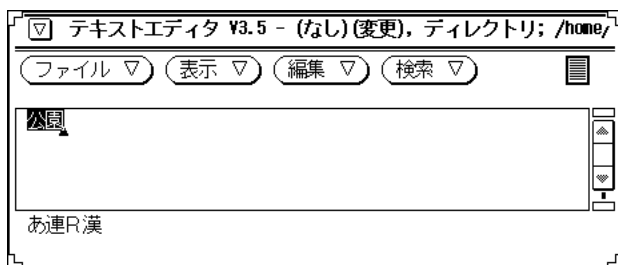 テキストエディタ V3.5 - (なし)(変更), ディレクトリ; /home/
ファイル ▽ 表示 ▽ 編集 ▽ 検索 ▽
公園
あ連R漢